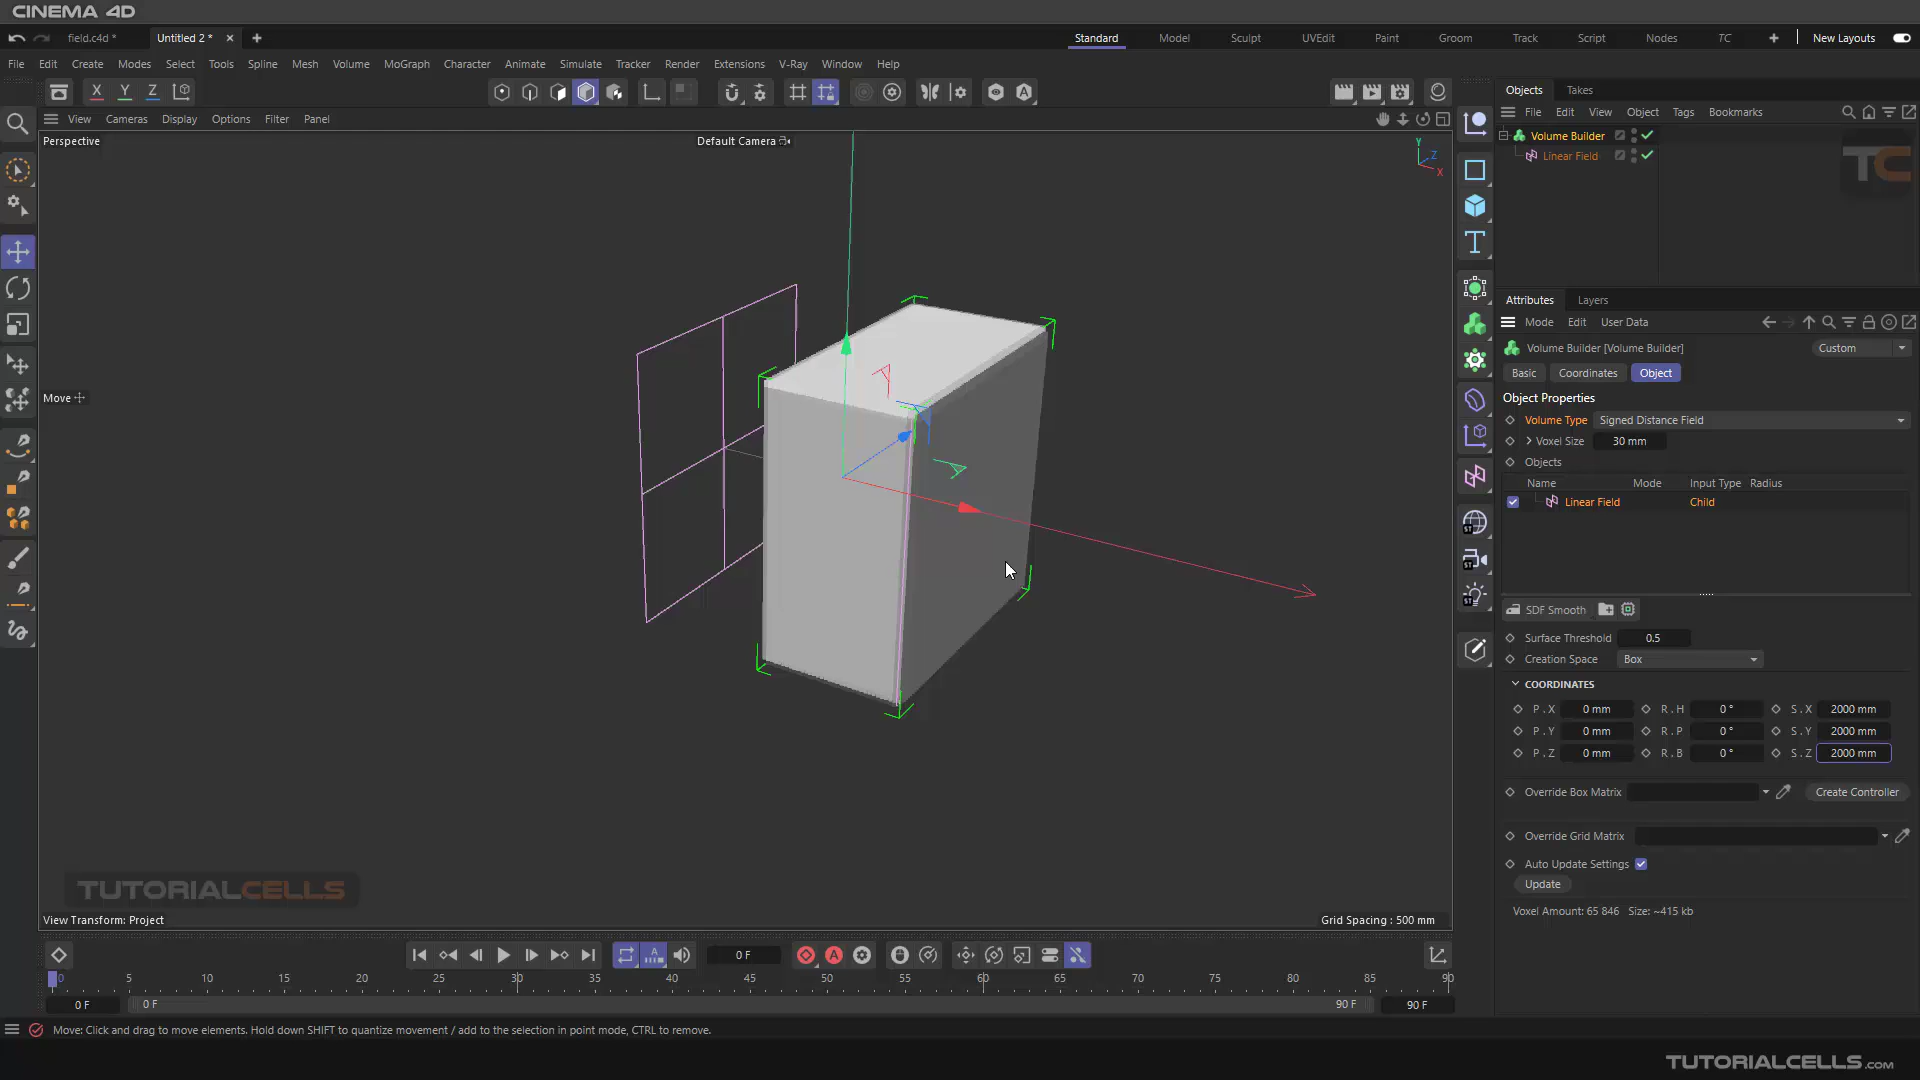 CINEMA 4D
field.c4d *
Untitled 2 *
Standard
Model
Sculpt
UVEdit
Paint
Groom
Track
Script
Nodes
TC
New Layouts
File Edit Create Modes Select Tools Spline Mesh Volume MoGraph Character Animate Simulate Tracker Render Extensions V-Ray Window Help
X Y Z
View Cameras Display Options Filter Panel
Perspective
Default Camera
Y
Z
X
Move
TUTORIALCELLS
View Transform: Project
Grid Spacing : 500 mm
Objects Takes
File Edit View Object Tags Bookmarks
Volume Builder
Linear Field
TC
Attributes Layers
Mode Edit User Data
Volume Builder [Volume Builder]
Custom
Basic Coordinates Object
Object Properties
Volume Type Signed Distance Field
Voxel Size 30 mm
Objects
Name Mode Input Type Radius
Linear Field Child
SDF Smooth
Surface Threshold 0.5
Creation Space Box
COORDINATES
P . X 0 mm R . H 0 ° S . X 2000 mm
P . Y 0 mm R . P 0 ° S . Y 2000 mm
P . Z 0 mm R . B 0 ° S . Z 2000 mm
Override Box Matrix Create Controller
Override Grid Matrix
Auto Update Settings
Update
Voxel Amount: 65 846 Size: ~415 kb
0 F
0 5 10 15 20 25 30 35 40 45 50 55 60 65 70 75 80 85 90
0 F 0 F 90 F 90 F
Move: Click and drag to move elements. Hold down SHIFT to quantize movement / add to the selection in point mode, CTRL to remove.
TUTORIALCELLS.com